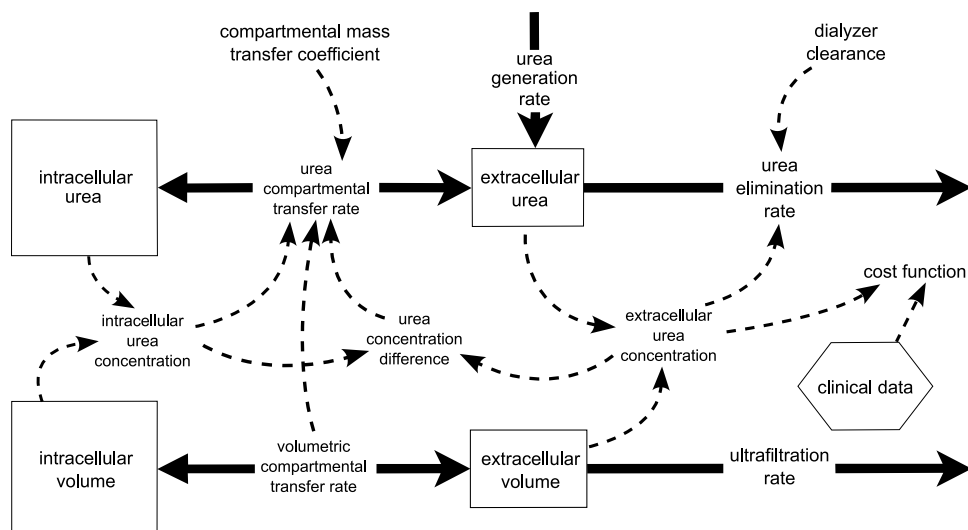 compartmental mass
transfer coefficient
urea
generation
rate
dialyzer
clearance
intracellular
urea
urea
compartmental
transfer rate
extracellular
urea
urea
elimination
rate
cost function
intracellular
urea
concentration
urea
concentration
difference
extracellular
urea
concentration
clinical data
intracellular
volume
volumetric
compartmental
transfer rate
extracellular
volume
ultrafiltration
rate